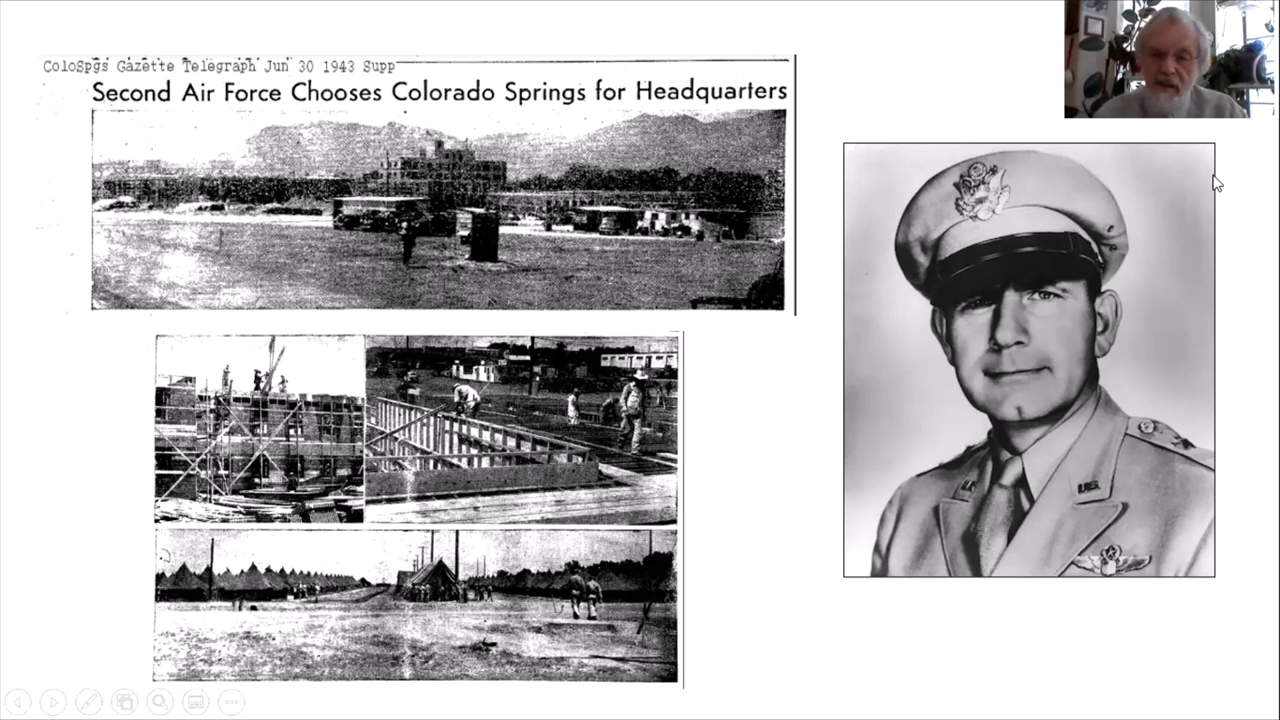 ColoSpgs Gazette Telegraph Jun 30 1943 Supp
Second Air Force Chooses Colorado Springs for Headquarters
U.S.